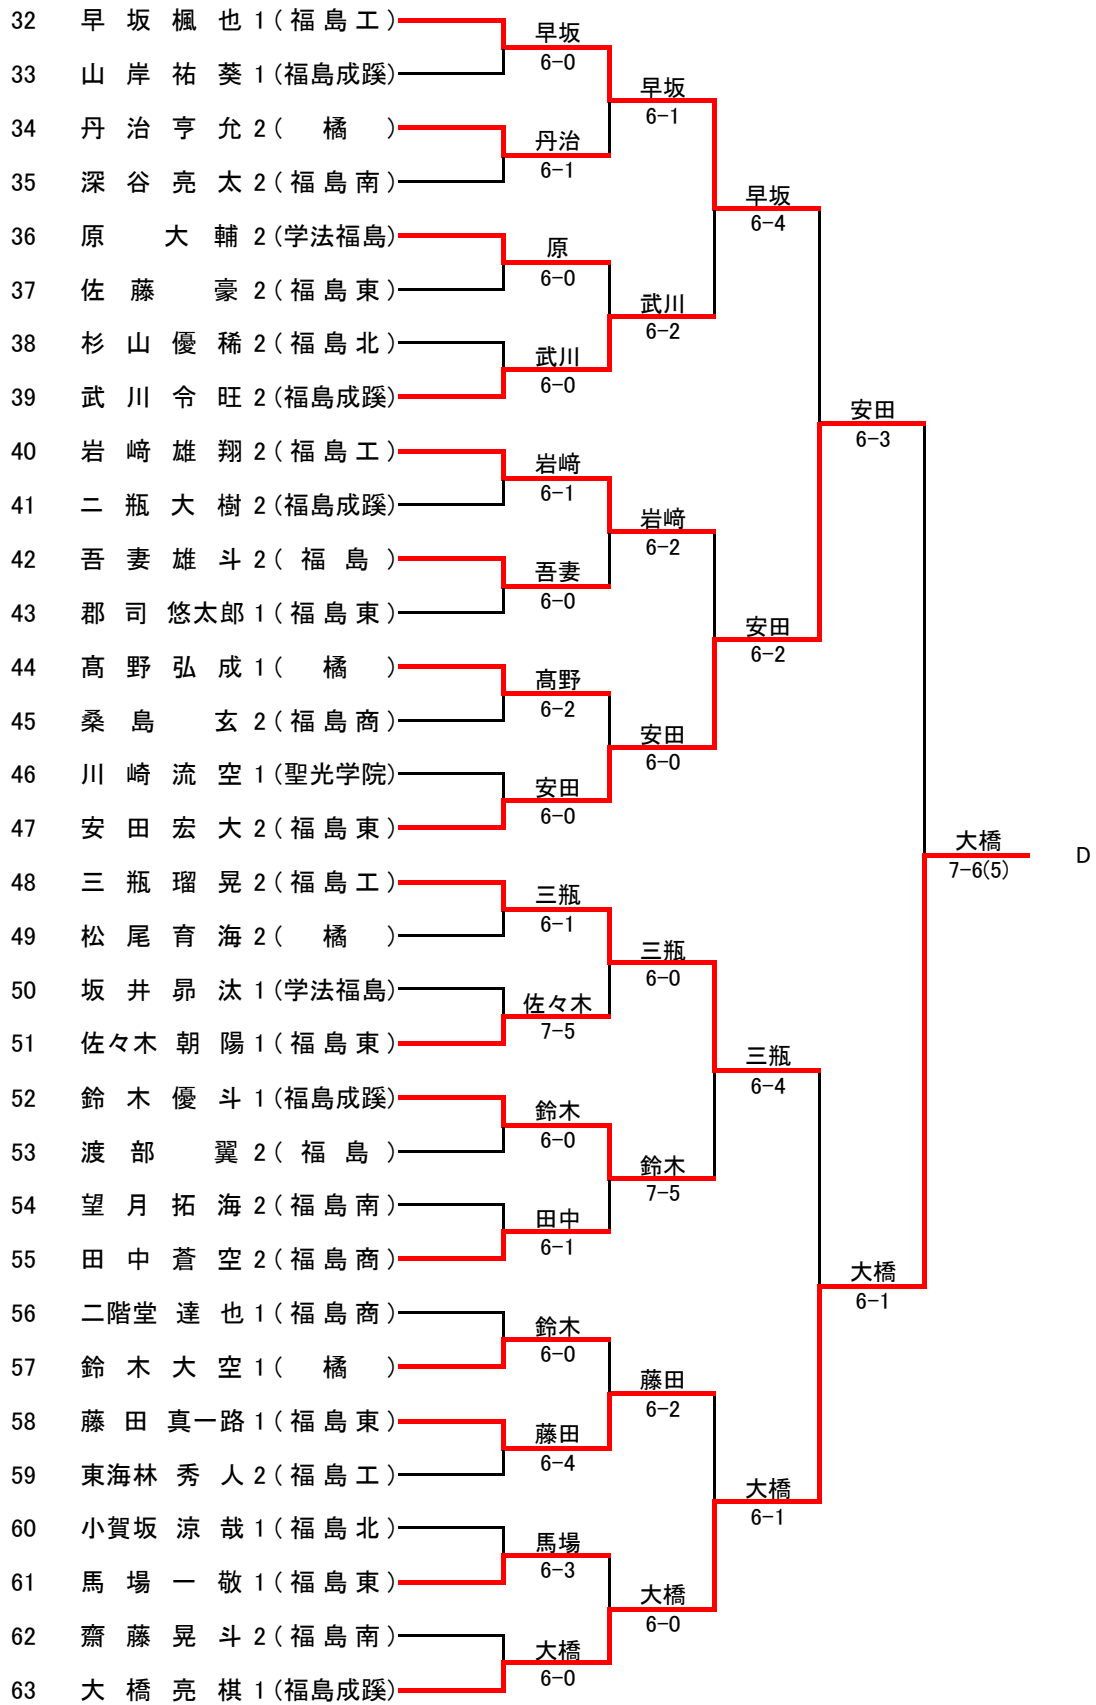 32 早坂楓也 1 (福島工)
33 山岸祐葵 1 (福島成蹊)
34 丹治亨允 2 (橘)
35 深谷亮太 2 (福島南)
36 原大輔 2 (学法福島)
37 佐藤豪 2 (福島東)
38 杉山優稀 2 (福島北)
39 武川令旺 2 (福島成蹊)
40 岩﨑雄翔 2 (福島工)
41 二瓶大樹 2 (福島成蹊)
42 吾妻雄斗 2 (福島)
43 郡司悠太郎 1 (福島東)
44 髙野弘成 1 (橘)
45 桑島玄 2 (福島商)
46 川崎流空 1 (聖光学院)
47 安田宏大 2 (福島東)
48 三瓶瑠晃 2 (福島工)
49 松尾育海 2 (橘)
50 坂井昴汰 1 (学法福島)
51 佐々木朝陽 1 (福島東)
52 鈴木優斗 1 (福島成蹊)
53 渡部翼 2 (福島)
54 望月拓海 2 (福島南)
55 田中蒼空 2 (福島商)
56 二階堂達也 1 (福島商)
57 鈴木大空 1 (橘)
58 藤田真一路 1 (福島東)
59 東海林秀人 2 (福島工)
60 小賀坂涼哉 1 (福島北)
61 馬場一敬 1 (福島東)
62 齋藤晃斗 2 (福島南)
63 大橋亮棋 1 (福島成蹊)
早坂
6-0
丹治
6-1
原
6-0
武川
6-0
岩﨑
6-1
吾妻
6-0
髙野
6-2
安田
6-0
三瓶
6-1
佐々木
7-5
鈴木
6-0
田中
6-1
鈴木
6-0
藤田
6-4
馬場
6-3
大橋
6-0
早坂
6-1
武川
6-2
岩﨑
6-2
安田
6-0
三瓶
6-0
鈴木
7-5
藤田
6-2
大橋
6-0
早坂
6-4
安田
6-2
三瓶
6-4
大橋
6-1
安田
6-3
大橋
6-1
大橋
7-6(5)
D